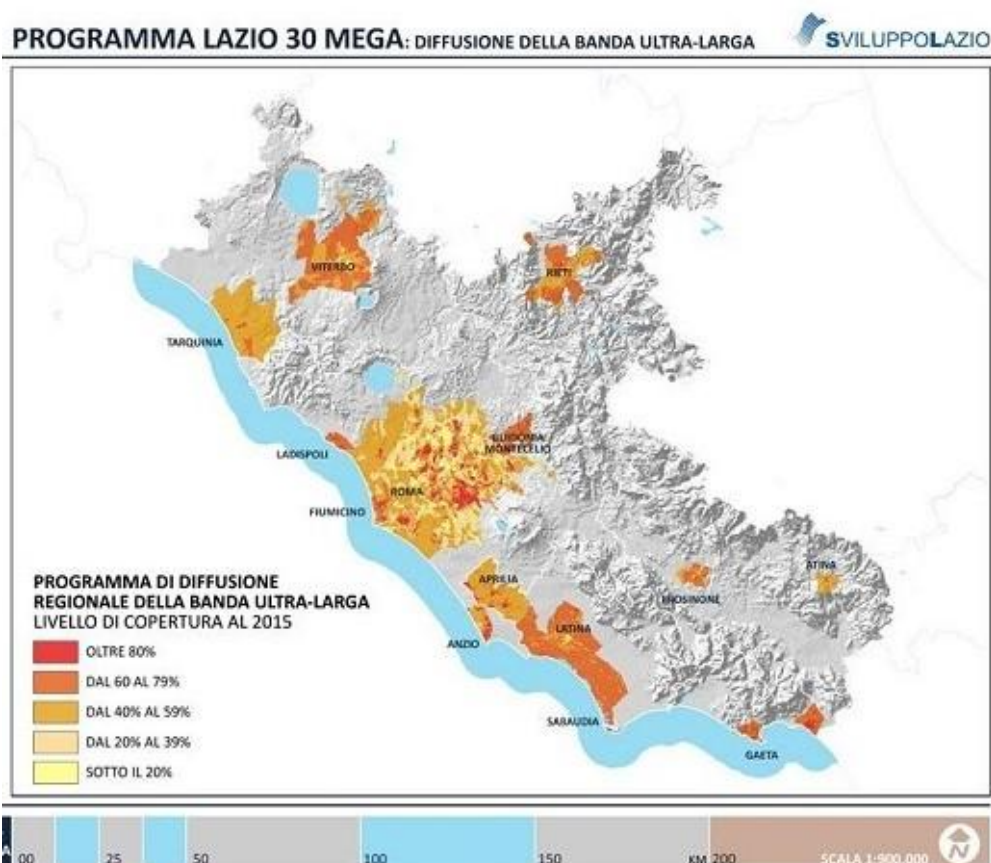 PROGRAMMA LAZIO 30 MEGA: DIFFUSIONE DELLA BANDA ULTRA-LARGA
SVILUPPOLAZIO
VITERBO
RIETI
TARQUINIA
GUIDONIA
MONTECELIO
LADISPOLI
ROMA
FIUMICINO
APRILIA
ATINA
FROSINONE
LATINA
ANZIO
SABAUDIA
GAETA
PROGRAMMA DI DIFFUSIONE
REGIONALE DELLA BANDA ULTRA-LARGA
LIVELLO DI COPERTURA AL 2015
OLTRE 80%
DAL 60 AL 79%
DAL 40% AL 59%
DAL 20% AL 39%
SOTTO IL 20%
A 00 25 50 100 150 KM 200 SCALA 1:900.000 N